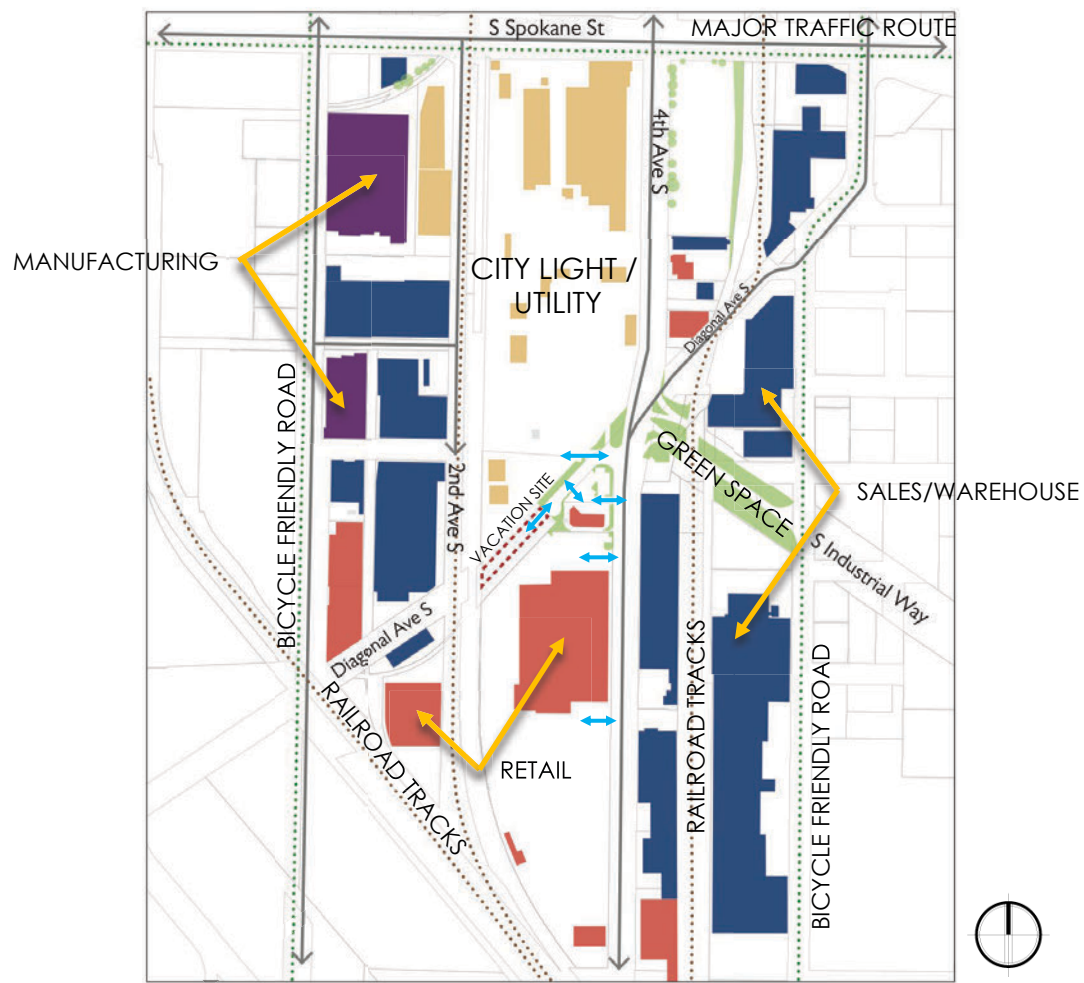 S Spokane St
MAJOR TRAFFIC ROUTE
4th Ave S
MANUFACTURING
CITY LIGHT /
UTILITY
Diagonal Ave S
BICYCLE FRIENDLY ROAD
2nd Ave S
GREEN SPACE
VACATION SITE
SALES/WAREHOUSE
S Industrial Way
Diagonal Ave S
RAILROAD TRACKS
RAILROAD TRACKS
BICYCLE FRIENDLY ROAD
RETAIL